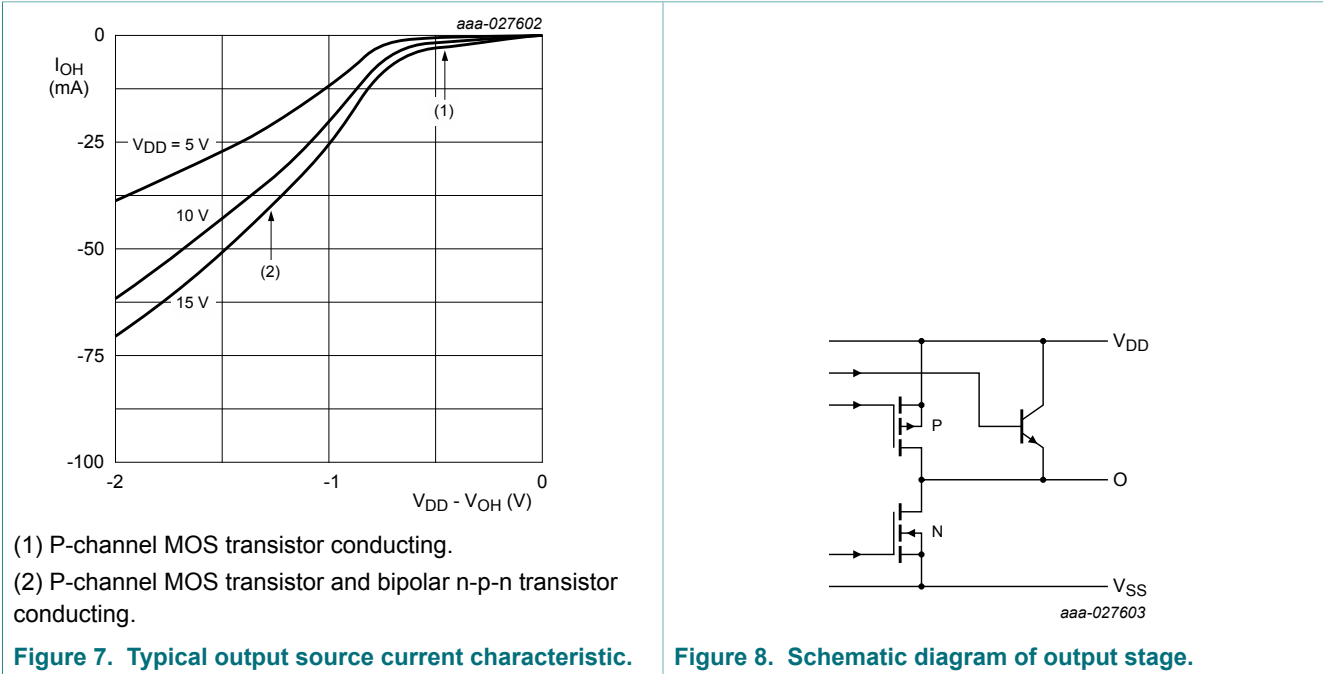 aaa-027602
0
IOH
(mA)
(1)
-25
VDD = 5 V
10 V
-50
(2)
15 V
-75
-100
-2
-1
0
VDD - VOH (V)
(1) P-channel MOS transistor conducting.
(2) P-channel MOS transistor and bipolar n-p-n transistor
conducting.
Figure 7. Typical output source current characteristic.
VDD
P
O
N
VSS
aaa-027603
Figure 8. Schematic diagram of output stage.